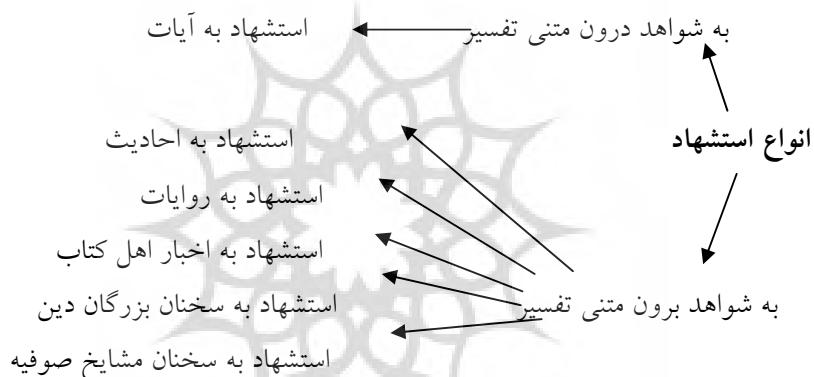 به شواهد درون متنی تفسیر استشهاد به آیات
انواع استشهاد استشهاد به احادیث
استشهاد به روایات
استشهاد به اخبار اهل کتاب
به شواهد برون متنی تفسیر استشهاد به سخنان بزرگان دین
استشهاد به سخنان مشایخ صوفیه